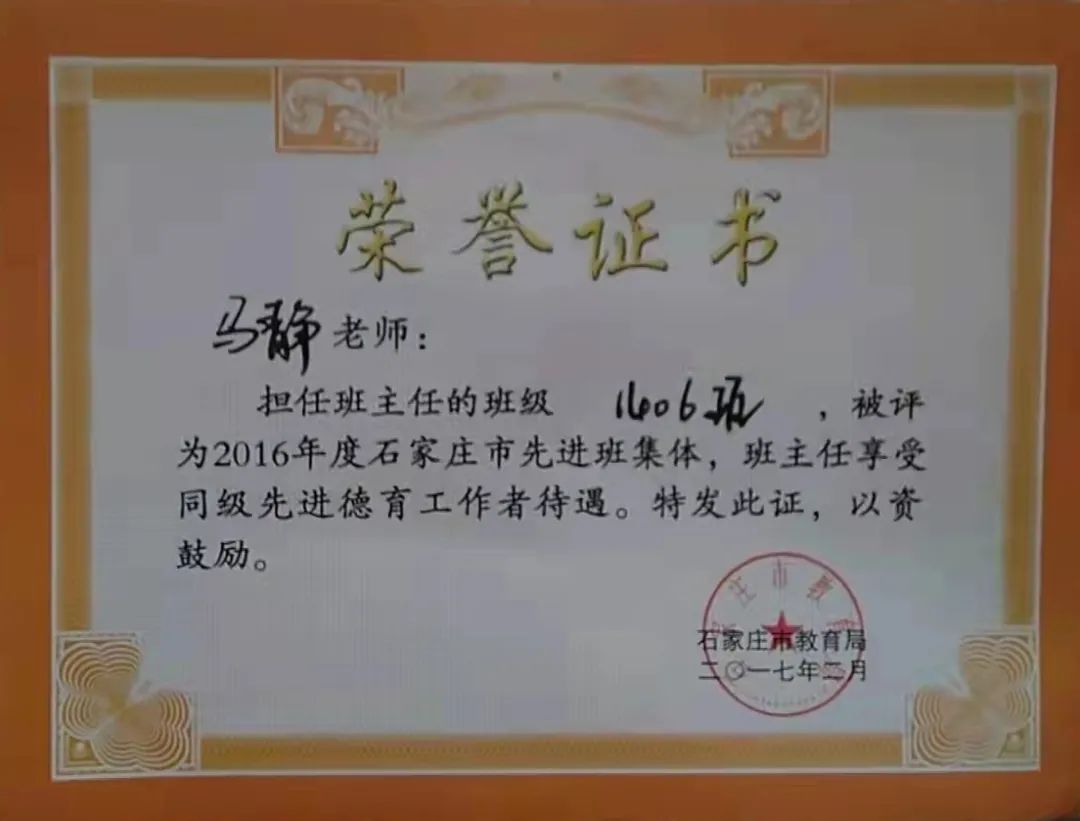 荣誉证书
马静老师：
担任班主任的班级 1406班 ，被评
为2016年度石家庄市先进班集体，班主任享受
同级先进德育工作者待遇。特发此证，以资
鼓励。
石家庄市教育局
二〇一七年二月